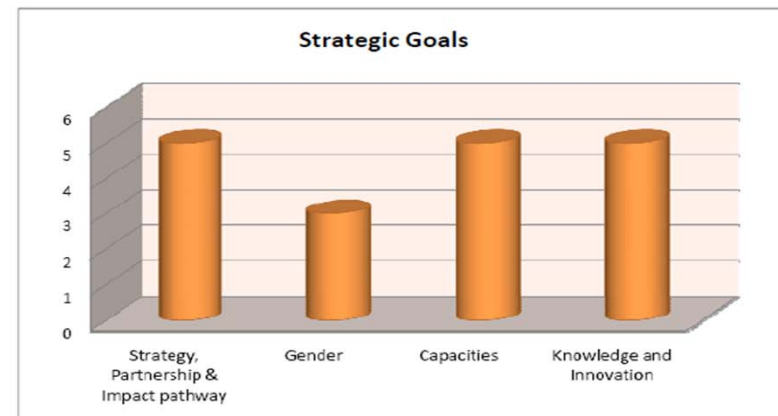 Strategic Goals
6
5
4
3
2
1
0
Strategy,
Partnership &
Impact pathway
Gender
Capacities
Knowledge and
Innovation